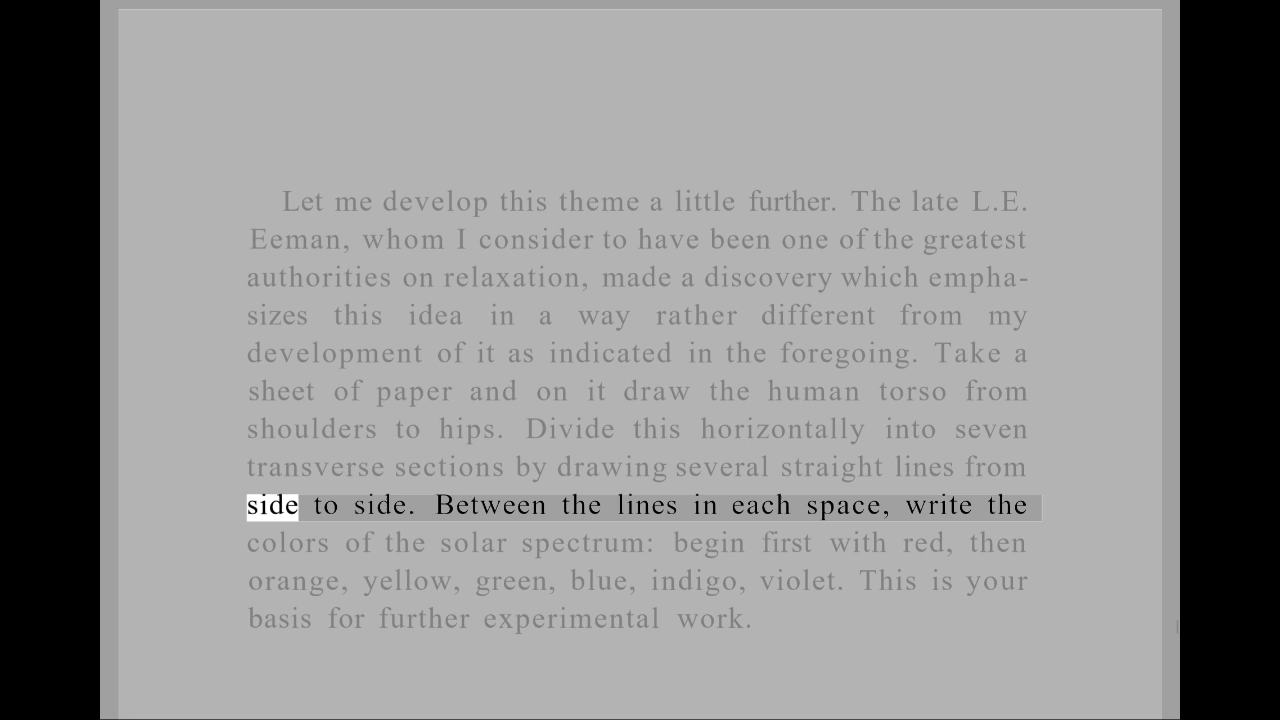 Let me develop this theme a little further. The late L.E.
Eeman, whom I consider to have been one of the greatest
authorities on relaxation, made a discovery which empha-
sizes this idea in a way rather different from my
development of it as indicated in the foregoing. Take a
sheet of paper and on it draw the human torso from
shoulders to hips. Divide this horizontally into seven
transverse sections by drawing several straight lines from
side to side. Between the lines in each space, write the
colors of the solar spectrum: begin first with red, then
orange, yellow, green, blue, indigo, violet. This is your
basis for further experimental work.